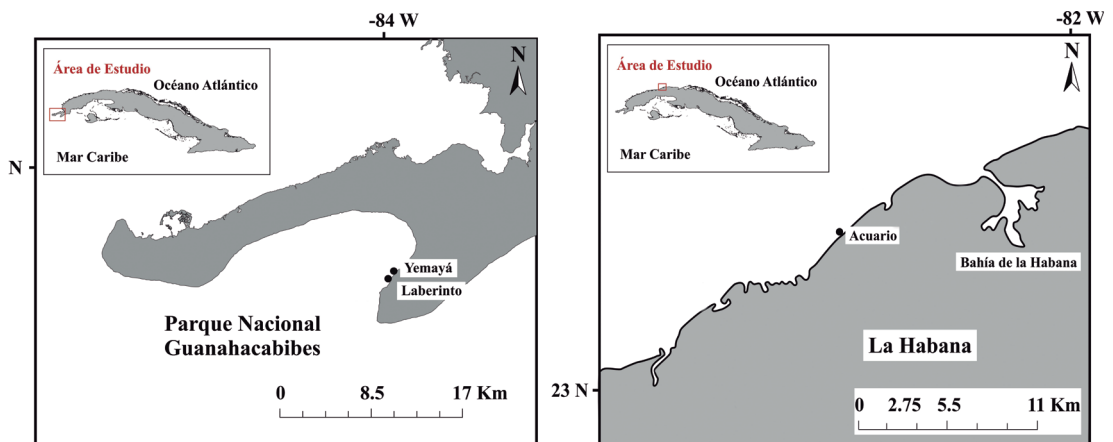 -84 W
N
Área de Estudio
Océano Atlántico
Mar Caribe
N
Yemayá
Laberinto
Parque Nacional
Guanahacabibes
0 8.5 17 Km
-82 W
N
Área de Estudio
Océano Atlántico
Mar Caribe
Acuario
Bahía de la Habana
La Habana
23 N
0 2.75 5.5 11 Km